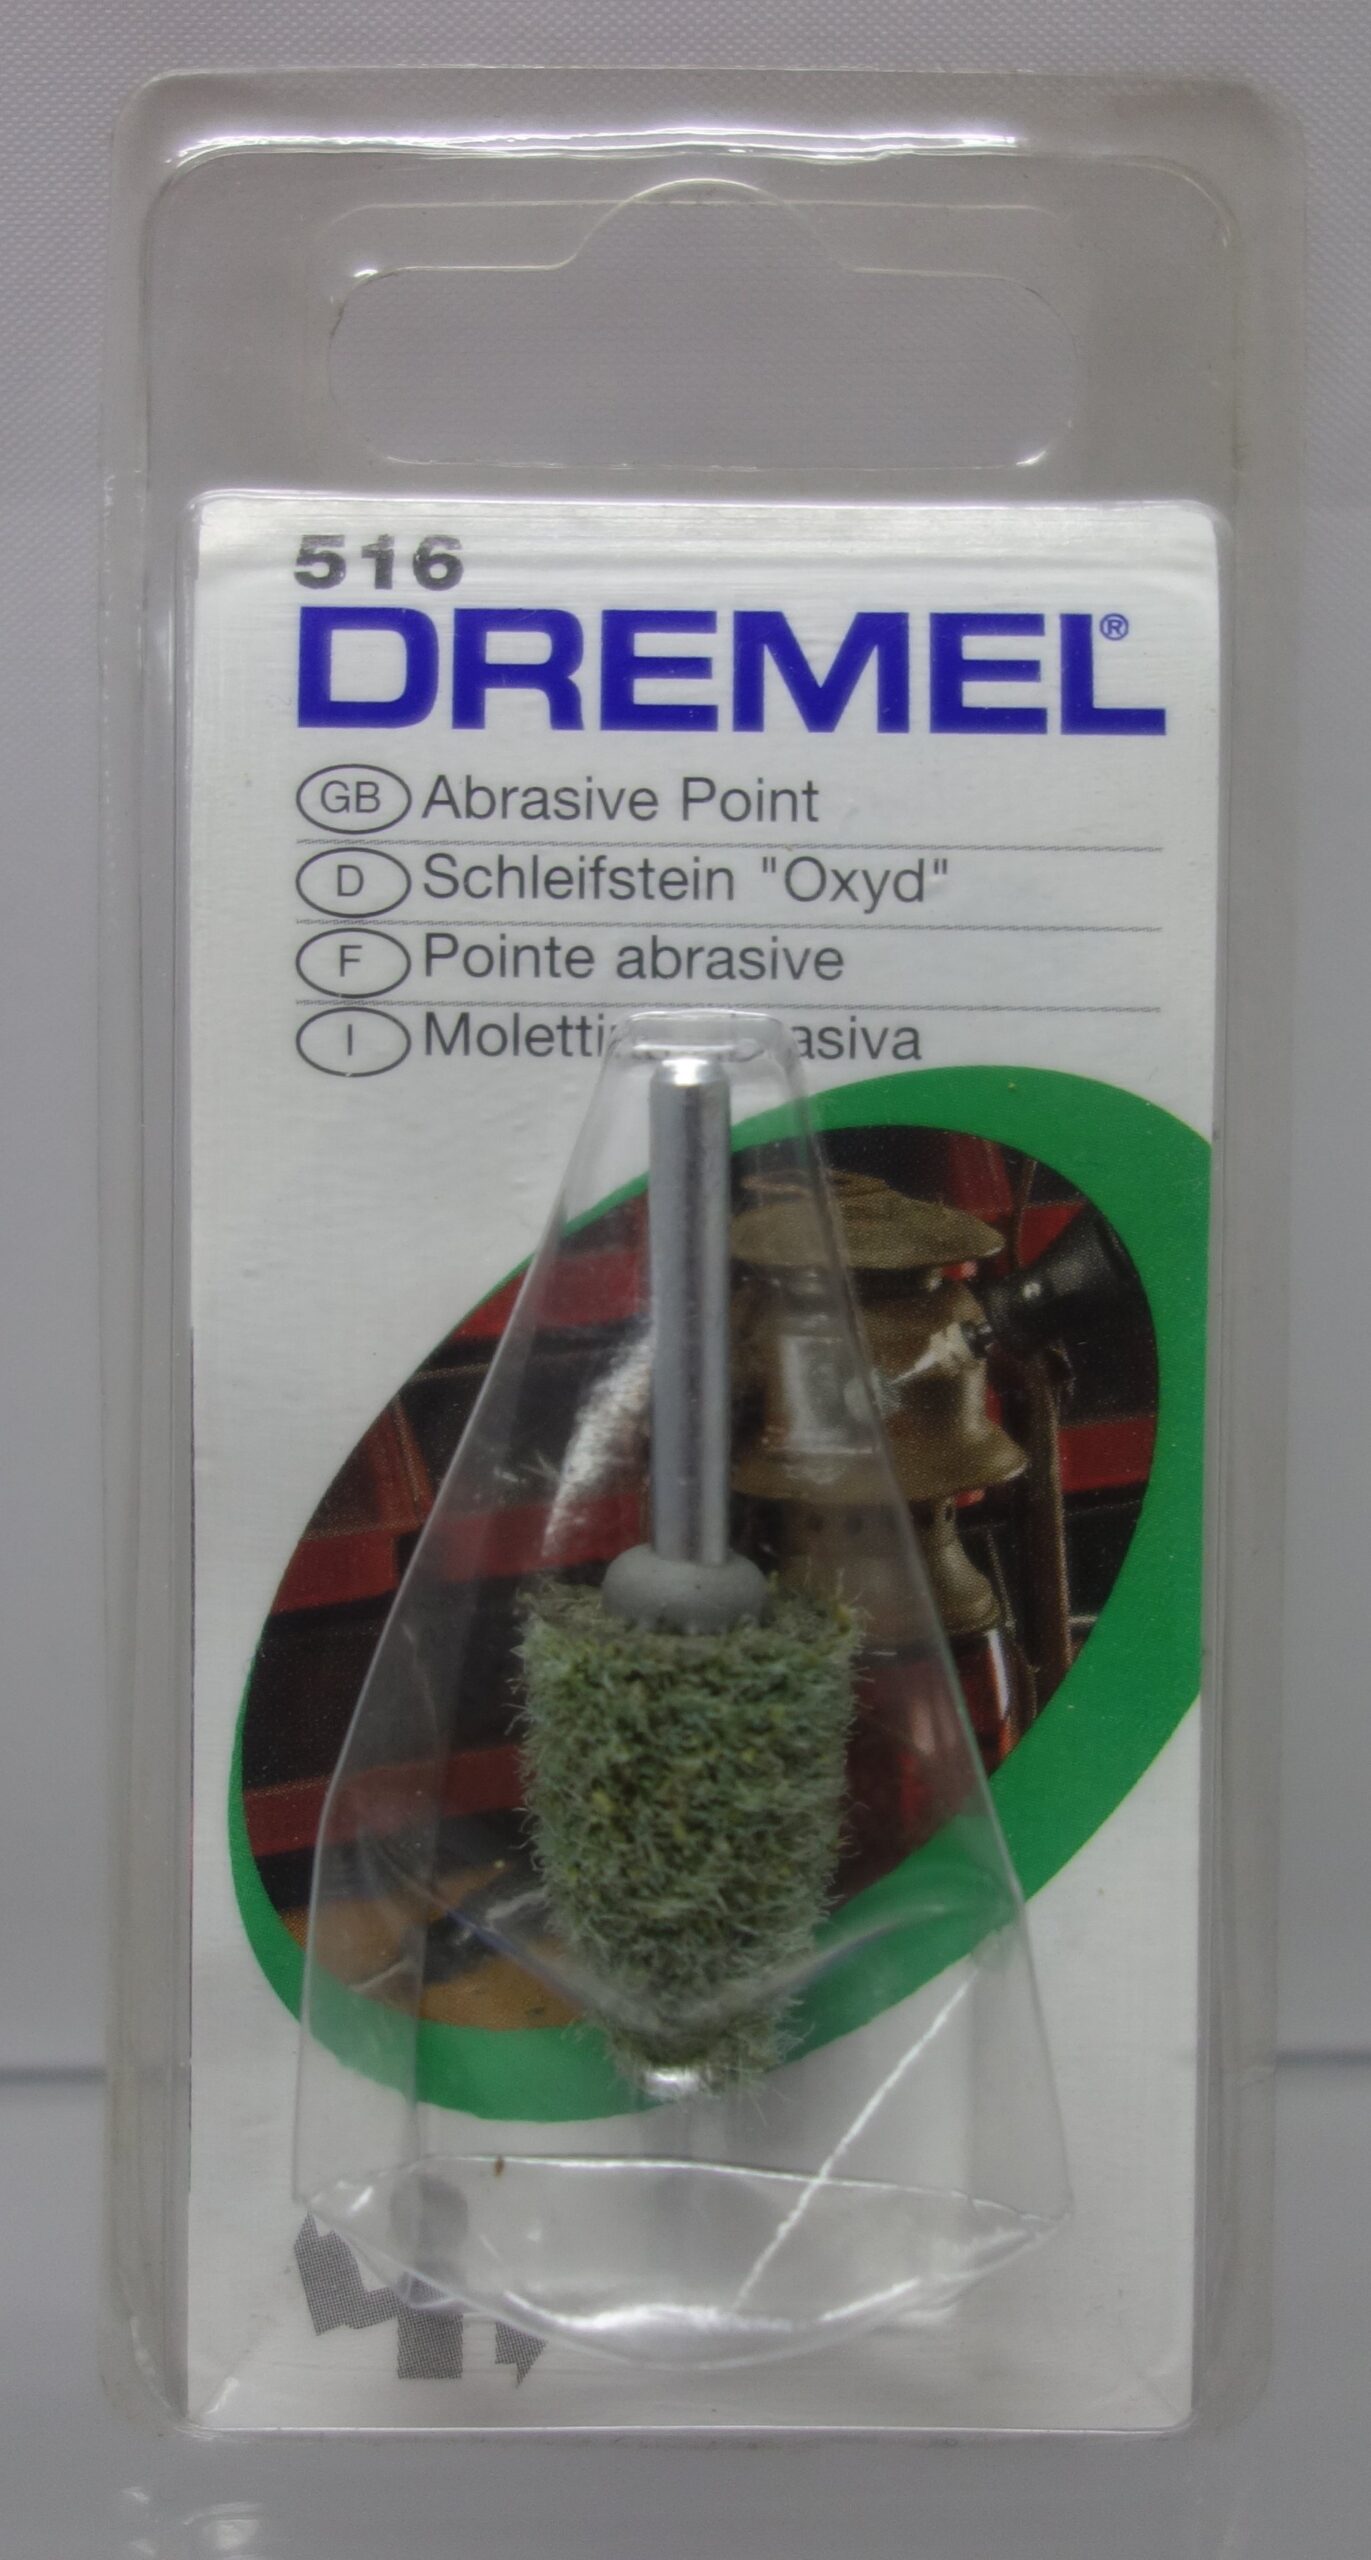 516
DREMEL®
GB Abrasive Point
D Schleifstein "Oxyd"
F Pointe abrasive
I